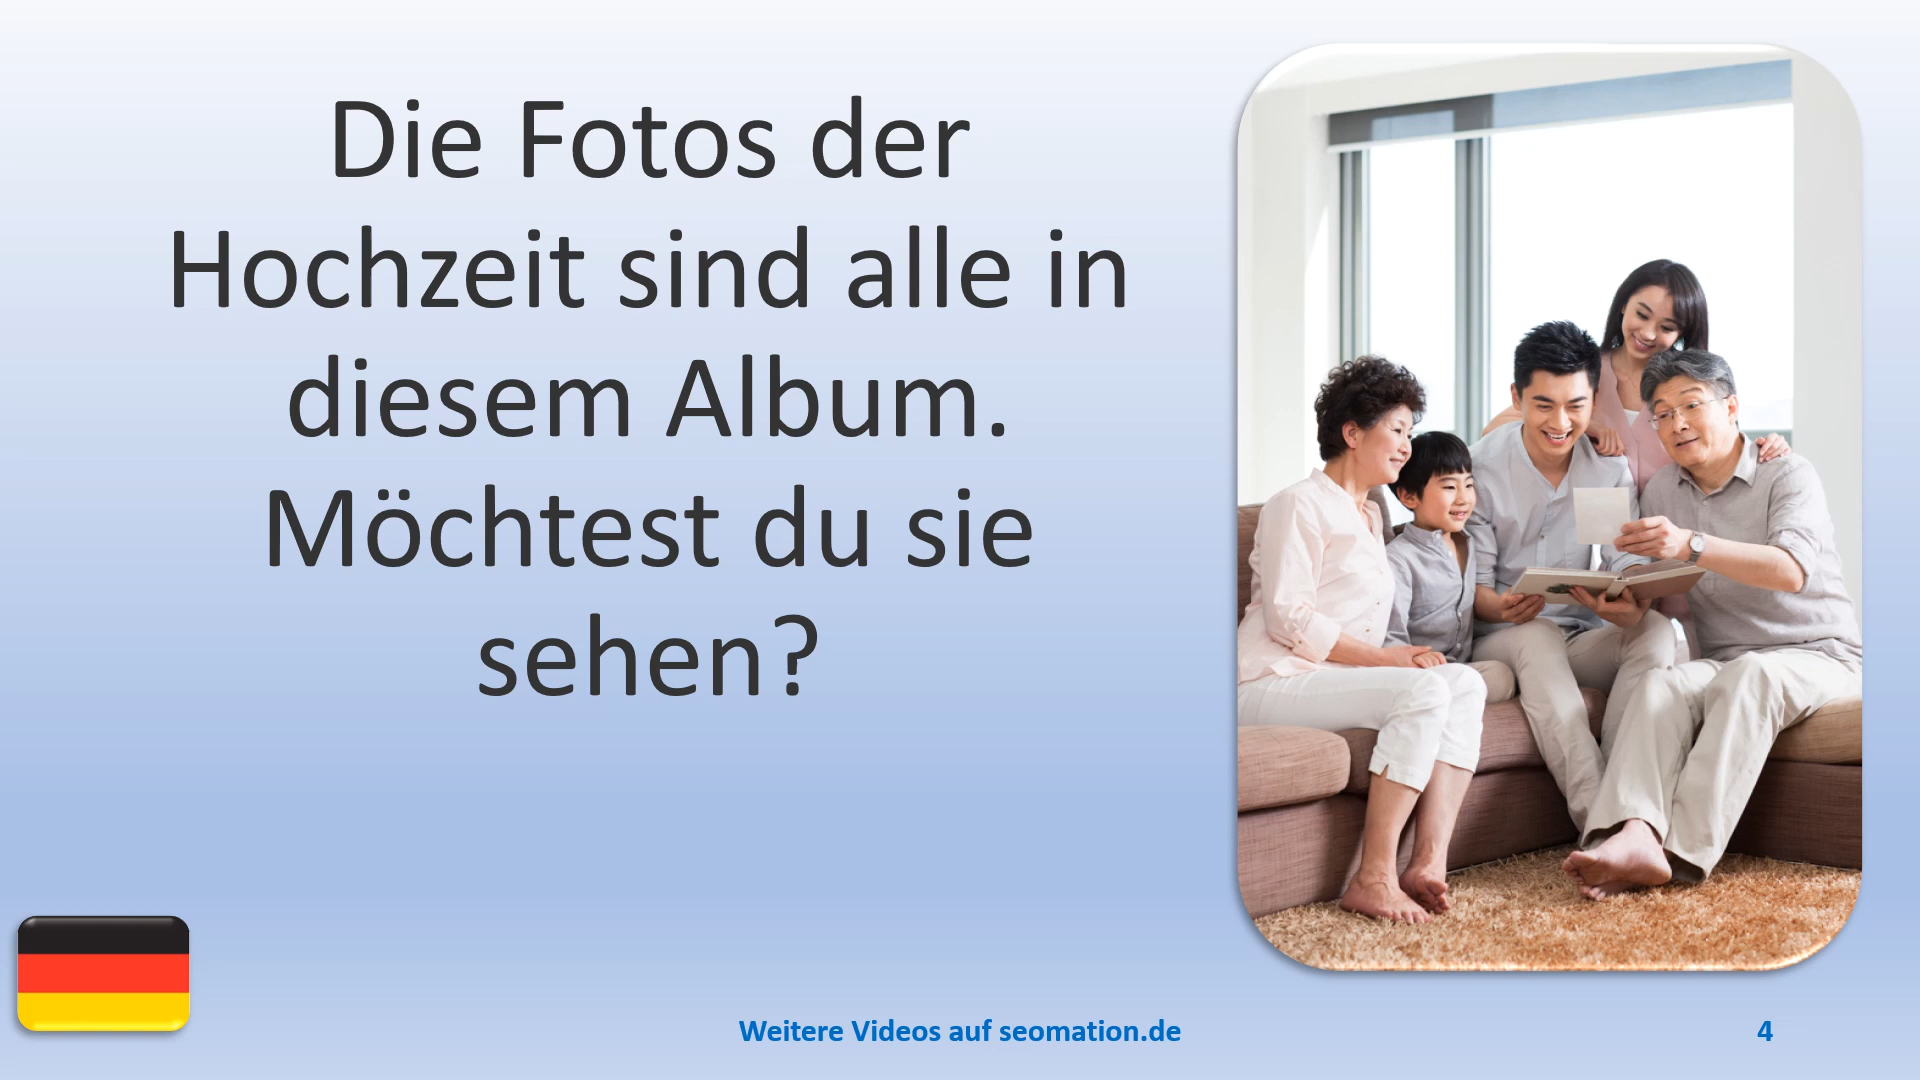 Die Fotos der
Hochzeit sind alle in
diesem Album.
Möchtest du sie
sehen?
Weitere Videos auf seomation.de
4